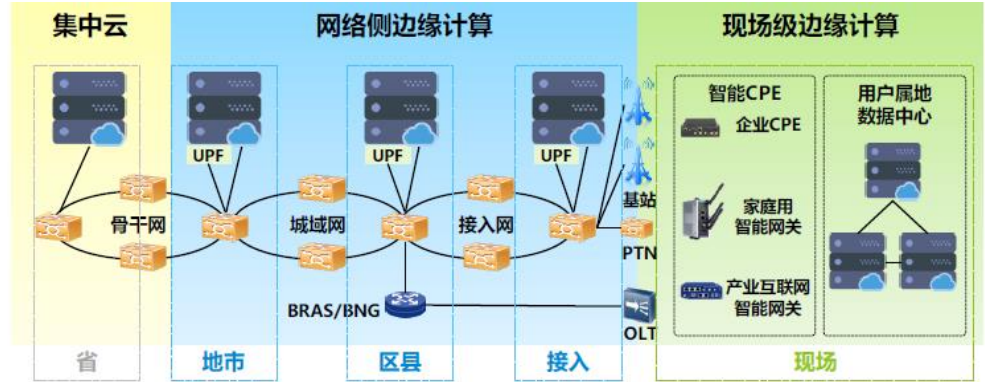 集中云
网络侧边缘计算
现场级边缘计算
智能CPE
企业CPE
家庭用
智能网关
产业互联网
智能网关
用户属地
数据中心
UPF
UPF
UPF
骨干网
城域网
接入网
基站
PTN
BRAS/BNG
OLT
省
地市
区县
接入
现场